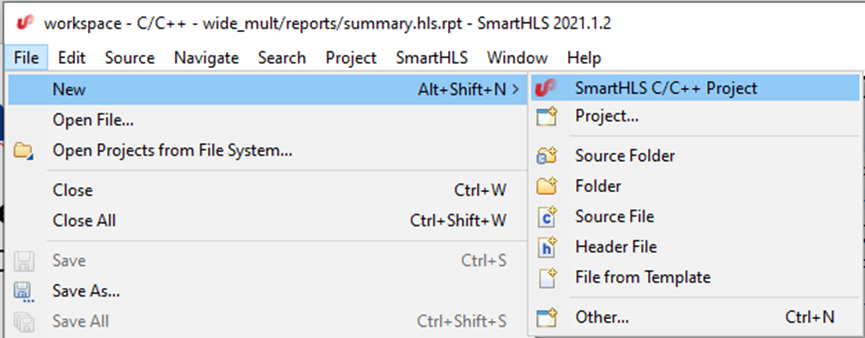 workspace - C/C++ - wide_mult/reports/summary.hls.rpt - SmartHLS 2021.1.2
File Edit Source Navigate Search Project SmartHLS Window Help
New Alt+Shift+N >
Open File...
Open Projects from File System...
Close Ctrl+W
Close All Ctrl+Shift+W
Save Ctrl+S
Save As...
Save All Ctrl+Shift+S
SmartHLS C/C++ Project
Project...
Source Folder
Folder
Source File
Header File
File from Template
Other... Ctrl+N